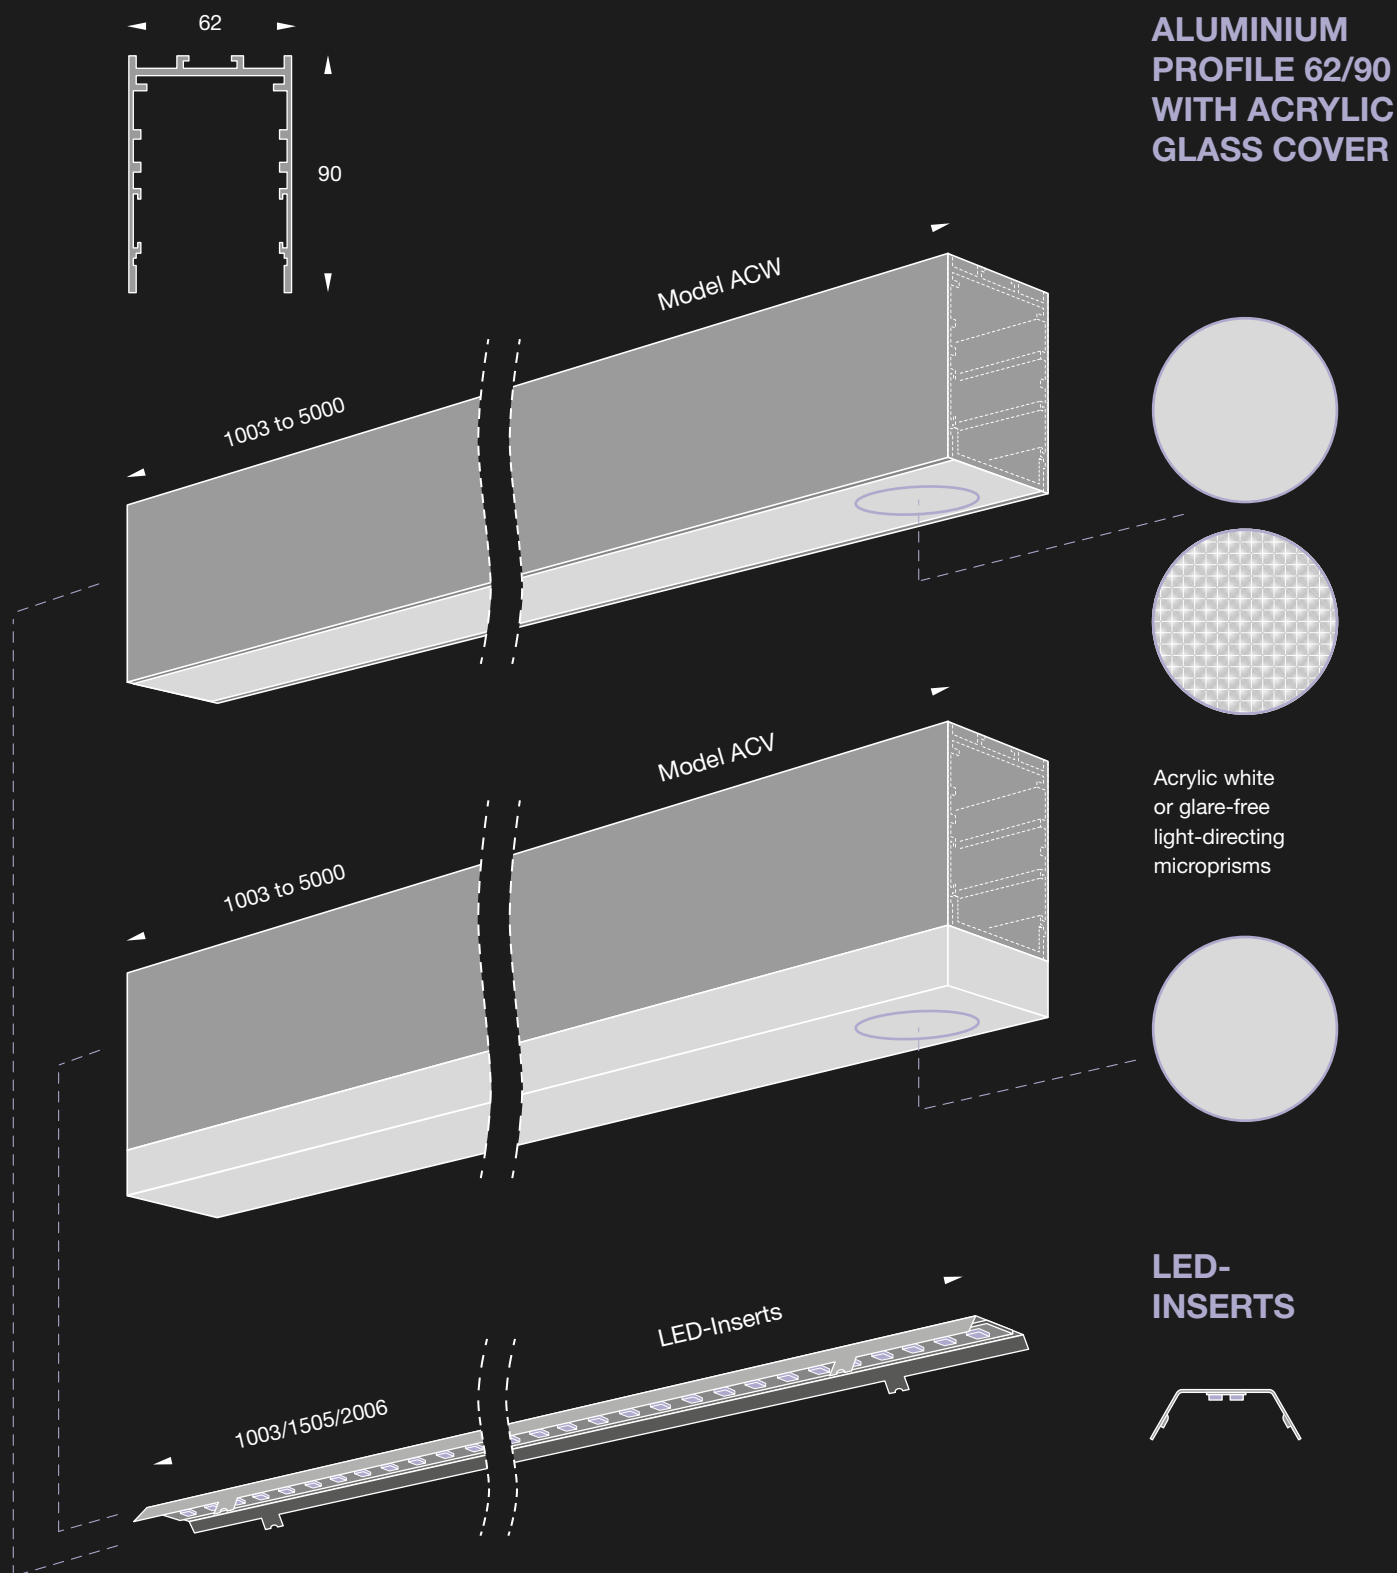 62
ALUMINIUM
PROFILE 62/90
WITH ACRYLIC
GLASS COVER
90
Model ACW
1003 to 5000
Model ACV
1003 to 5000
Acrylic white
or glare-free
light-directing
microprisms
LED-
INSERTS
LED-Inserts
1003/1505/2006